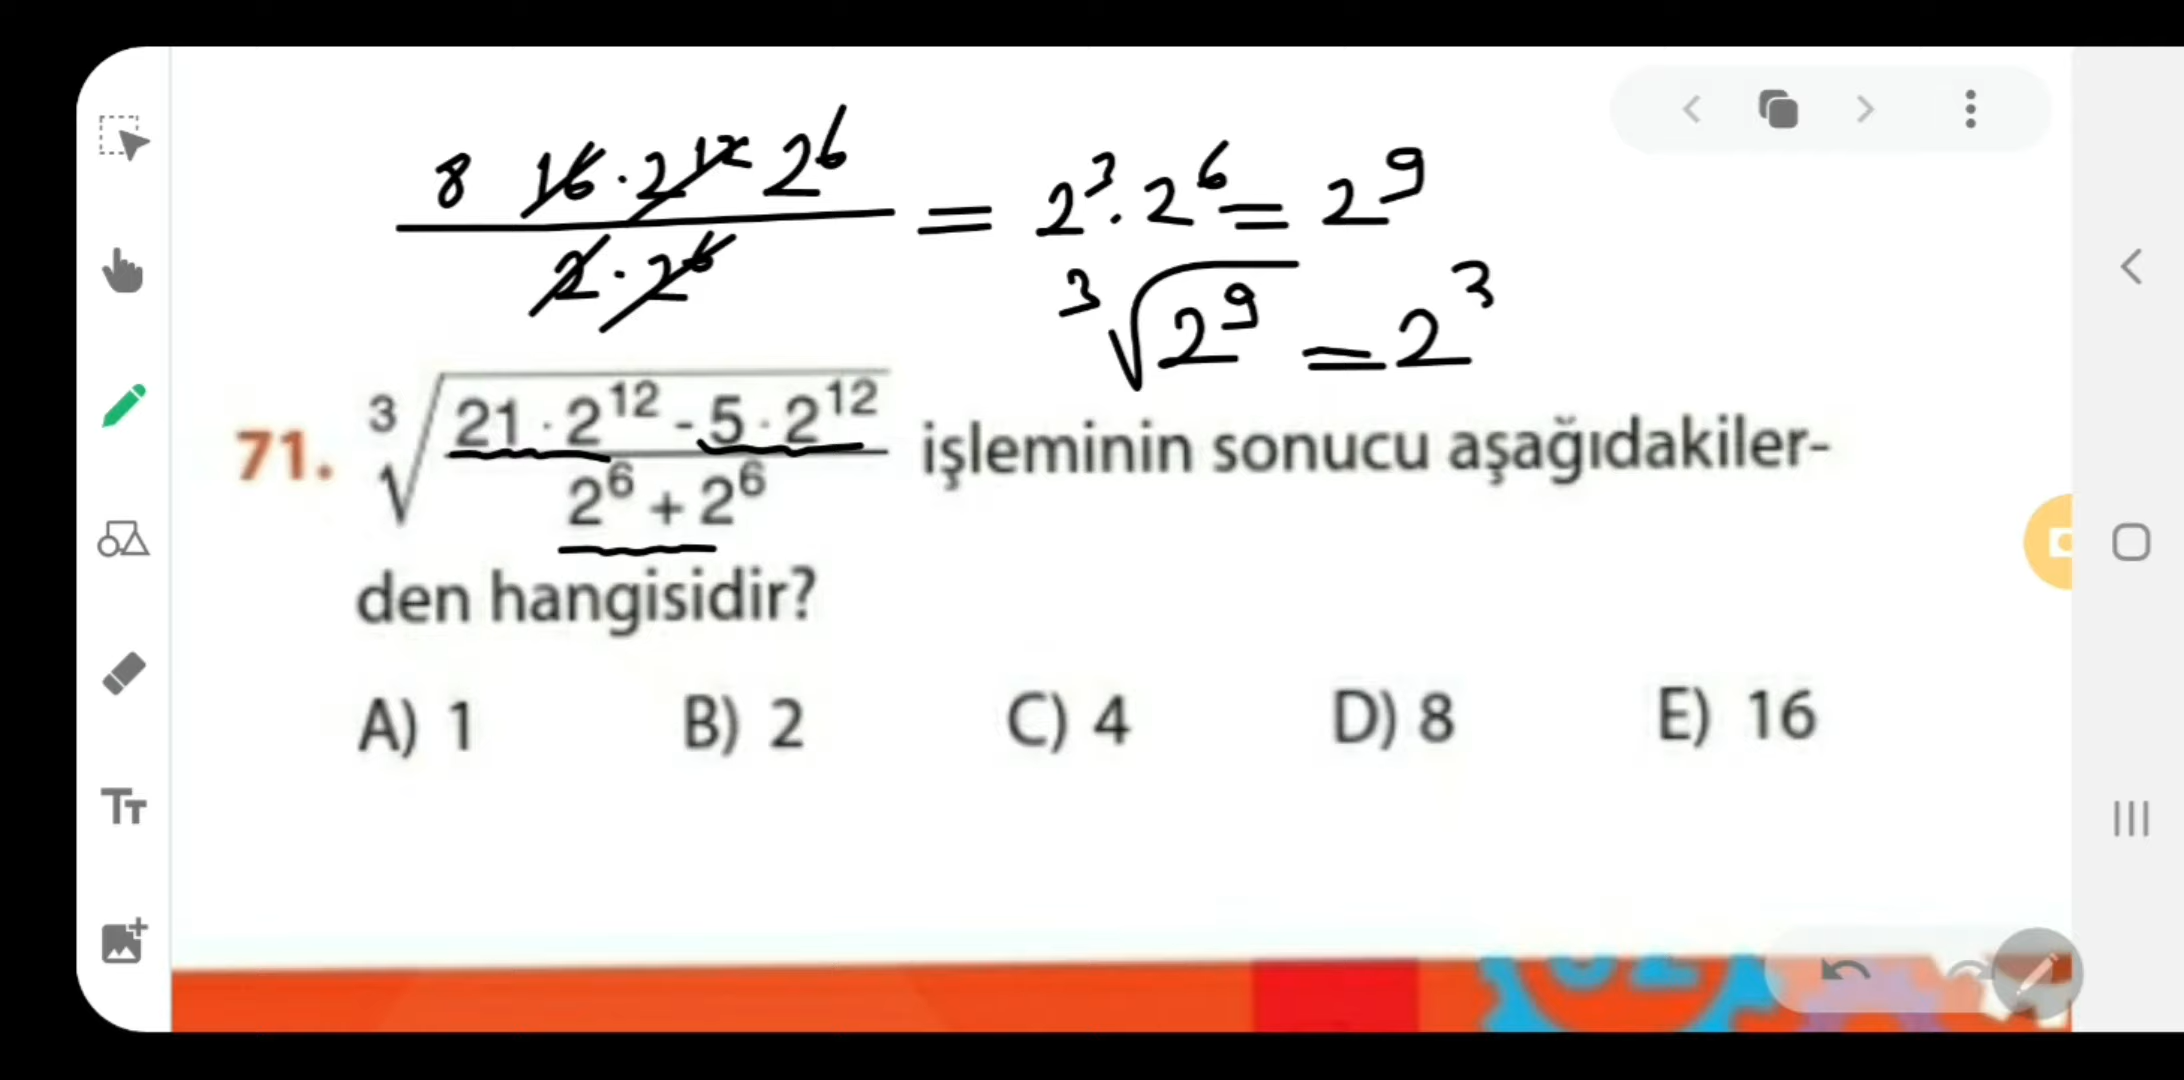 8 16 · 2¹² 2⁶ = 2³ · 2⁶ = 2⁹
2 · 2⁶
³√2⁹ = 2³
71. ³√((21 · 2¹² - 5 · 2¹²) / (2⁶ + 2⁶)) işleminin sonucu aşağıdakiler-
den hangisidir?
A) 1 B) 2 C) 4 D) 8 E) 16
TT